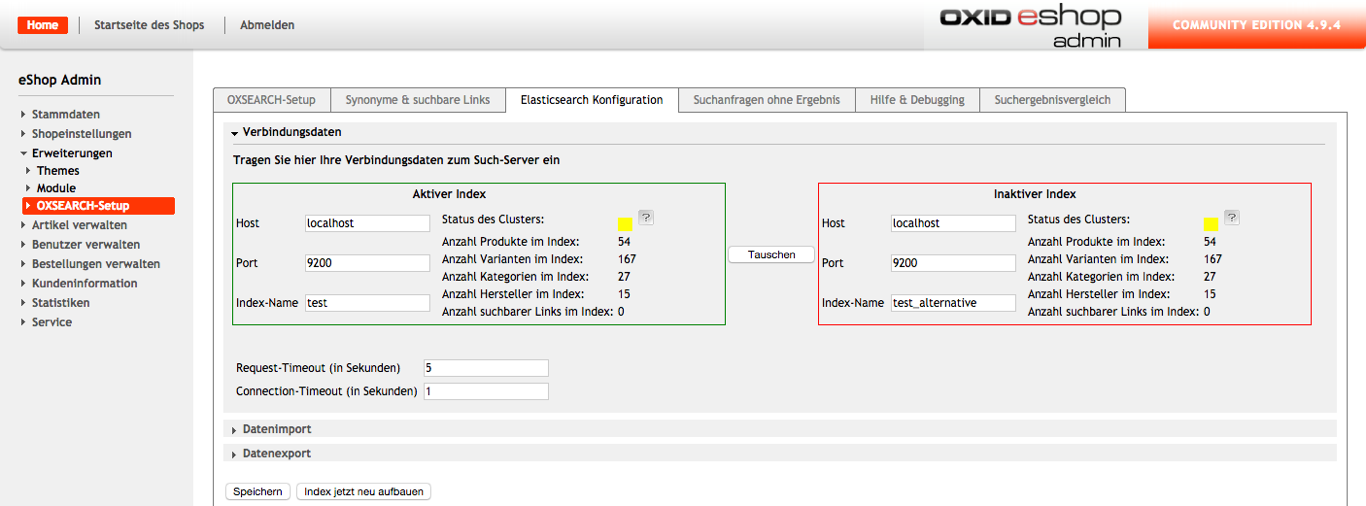 Home
Startseite des Shops
Abmelden
OXID eshop
admin
COMMUNITY EDITION 4.9.4
eShop Admin
Stammdaten
Shopeinstellungen
Erweiterungen
Themes
Module
OXSEARCH-Setup
Artikel verwalten
Benutzer verwalten
Bestellungen verwalten
Kundeninformation
Statistiken
Service
OXSEARCH-Setup
Synonyme & suchbare Links
Elasticsearch Konfiguration
Suchanfragen ohne Ergebnis
Hilfe & Debugging
Suchergebnisvergleich
Verbindungsdaten
Tragen Sie hier Ihre Verbindungsdaten zum Such-Server ein
Aktiver Index
Host localhost
Port 9200
Index-Name test
Status des Clusters: ?
Anzahl Produkte im Index: 54
Anzahl Varianten im Index: 167
Anzahl Kategorien im Index: 27
Anzahl Hersteller im Index: 15
Anzahl suchbarer Links im Index: 0
Tauschen
Inaktiver Index
Host localhost
Port 9200
Index-Name test_alternative
Status des Clusters: ?
Anzahl Produkte im Index: 54
Anzahl Varianten im Index: 167
Anzahl Kategorien im Index: 27
Anzahl Hersteller im Index: 15
Anzahl suchbarer Links im Index: 0
Request-Timeout (in Sekunden) 5
Connection-Timeout (in Sekunden) 1
Datenimport
Datenexport
Speichern
Index jetzt neu aufbauen